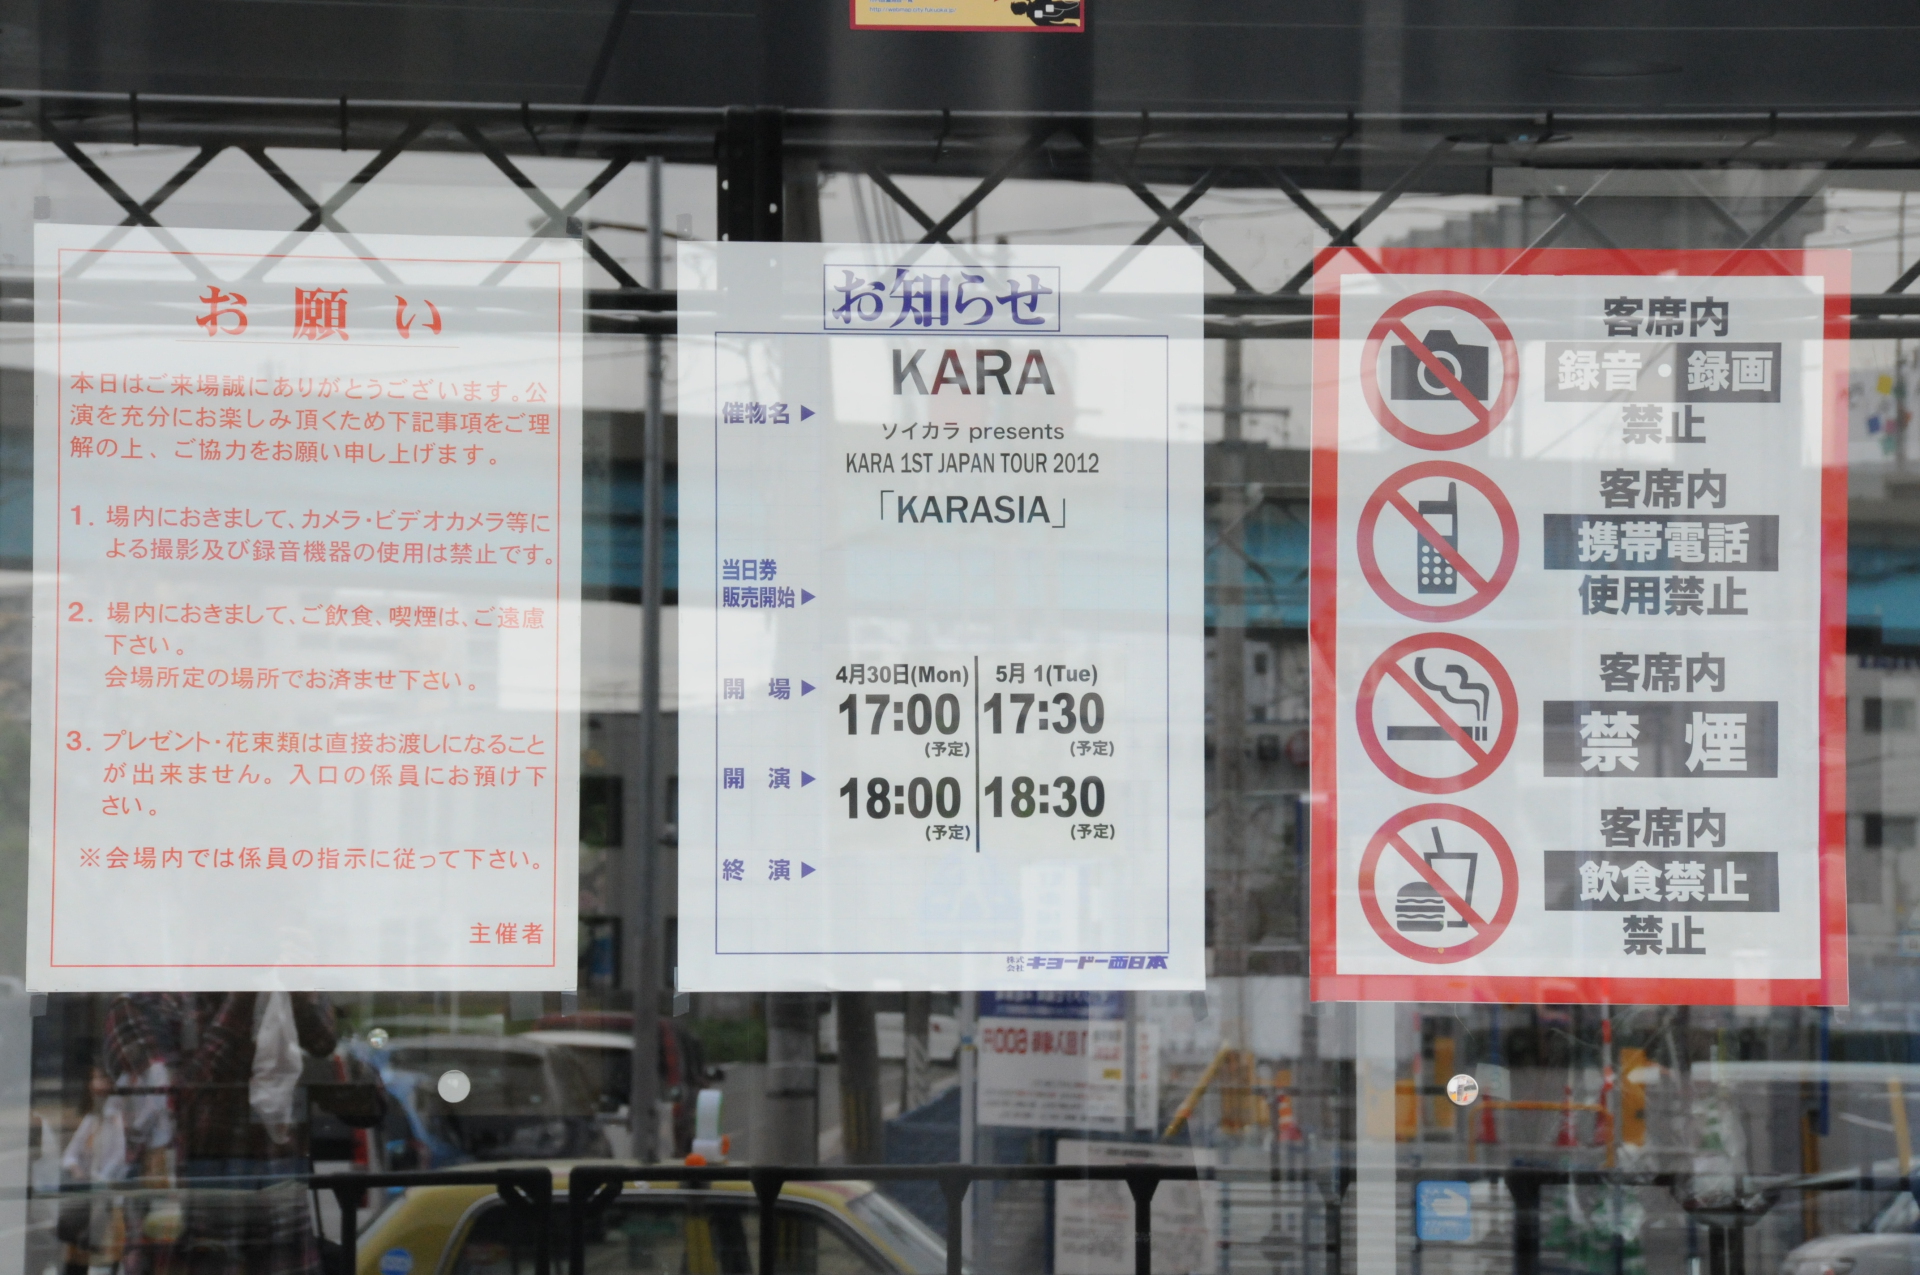 お願い
本日はご来場誠にありがとうございます。公
演を充分にお楽しみ頂くため下記事項をご理
解の上、ご協力をお願い申し上げます。
1. 場内におきまして、カメラ・ビデオカメラ等に
よる撮影及び録音機器の使用は禁止です。
2. 場内におきまして、ご飲食、喫煙は、ご遠慮
下さい。
会場所定の場所でお済ませ下さい。
3. プレゼント・花束類は直接お渡しになること
が出来ません。入口の係員にお預け下
さい。
※会場内では係員の指示に従って下さい。
主催者
お知らせ
催物名▶
KARA
ソイカラ presents
KARA 1ST JAPAN TOUR 2012
「KARASIA」
当日券
販売開始▶
4月30日(Mon) 5月 1(Tue)
開 場▶ 17:00 17:30
(予定) (予定)
開 演▶ 18:00 18:30
(予定) (予定)
終 演▶
株式会社 キョードー西日本
客席内
録音・録画
禁止
客席内
携帯電話
使用禁止
客席内
禁 煙
客席内
飲食禁止
禁止